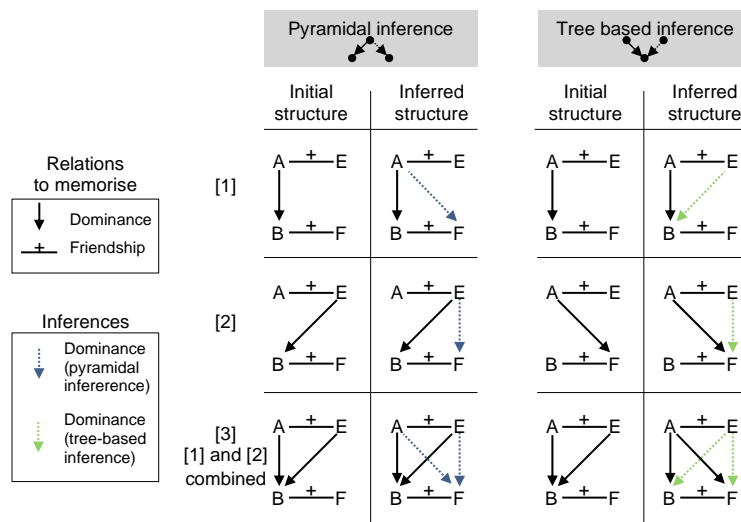 Pyramidal inference
Tree based inference
Initial structure
Inferred structure
Initial structure
Inferred structure
Relations to memorise
Dominance
+ Friendship
Inferences
Dominance
(pyramidal
infererence)
Dominance
(tree-based
inference)
[1]
A + E
B + F
A + E
B + F
A + E
B + F
A + E
B + F
[2]
A + E
B + F
A + E
B + F
A + E
B + F
A + E
B + F
[3]
[1] and [2]
combined
A + E
B + F
A + E
B + F
A + E
B + F
A + E
B + F